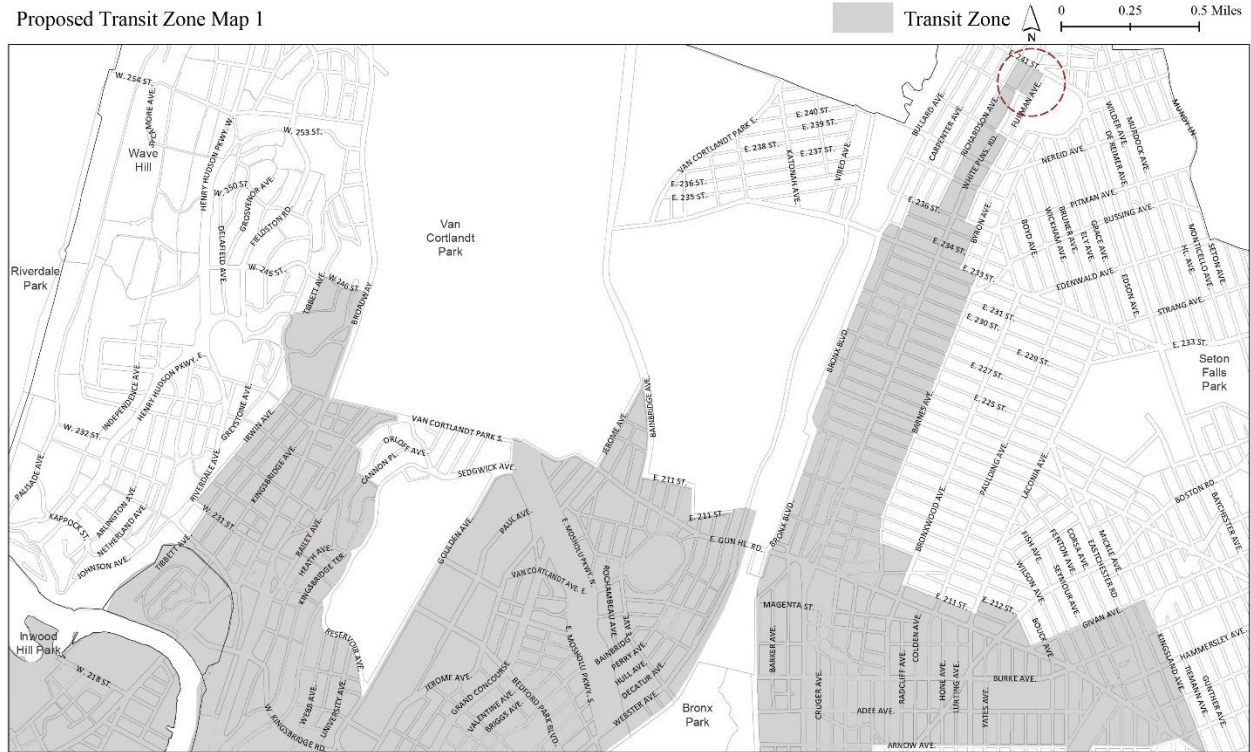 Proposed Transit Zone Map 1
Transit Zone
N
0 0.25 0.5 Miles
W. 254 ST.
SYCAMORE AVE.
Wave
Hill
HENRY HUDSON PKWY. W.
W. 253 ST.
W. 250 ST
GROSVENOR AVE.
FIELDSTON RD.
DELAFIELD AVE.
W. 246 ST.
TIBBETT AVE.
BROADWAY
Riverdale
Park
Van
Cortlandt
Park
VAN CORTLANDT PARK E.
E. 240 ST.
E. 239 ST.
E. 238 ST.
E. 237 ST.
E. 236 ST.
E. 235 ST.
KATONAH AVE.
VIREO AVE.
E. 241 ST
BULLARD AVE.
CARPENTER AVE.
RICHARDSON AVE.
WHITE PLNS. RD.
FURMAN AVE.
NEREID AVE.
WILDER AVE.
DE REIMER AVE.
MURDOCK AVE.
MUNDY LN
E. 236 ST.
E. 234 ST.
E. 233 ST.
BYRON AVE.
BOYD AVE.
WICKHAM AVE.
BRUNER AVE.
ELY AVE.
GRACE AVE.
PITMAN AVE.
BUSSING AVE.
EDENWALD AVE.
EDSON AVE.
MONTICELLO AVE.
HL. AVE.
SETON AVE.
STRANG AVE.
E. 233 ST.
Seton
Falls
Park
E. 231 ST.
E. 230 ST.
E. 229 ST.
E. 227 ST.
E. 225 ST.
BRONX BLVD.
BARNES AVE.
PAULDING AVE.
LACONIA AVE.
BRONXWOOD AVE.
BOSTON RD.
BAYCHESTER AVE.
INDEPENDENCE AVE.
HENRY HUDSON PKWY. E.
GREYSTONE AVE.
W. 232 ST.
PALISADE AVE.
KAPPOCK ST.
ARLINGTON AVE.
NETHERLAND AVE.
JOHNSON AVE.
RIVERDALE AVE.
IRWIN AVE.
W. 231 ST.
TIBBETT AVE.
KINGSBRIDGE AVE.
BAILEY AVE.
HEATH AVE.
KINGSBRIDGE TER.
CANNON PL.
ORLOFF AVE.
VAN CORTLANDT PARK S.
SEDGWICK AVE.
GOULDEN AVE.
PAUL AVE.
JEROME AVE.
BAINBRIDGE AVE.
E. 211 ST.
E. 211 ST.
E. GUN HL. RD.
BRONX BLVD.
E. MOSHOLU PKWY. N.
VAN CORTLANDT AVE. E.
ROCHAMBEAU AVE.
E. MOSHOLU PKWY. S.
BAINBRIDGE AVE
PERRY AVE.
HULL AVE.
DECATUR AVE.
WEBSTER AVE.
RESERVOIR AVE.
JEROME AVE.
GRAND CONCOURSE
VALENTINE AVE.
BRIGGS AVE.
BEDFORD PARK BLVD.
Inwood
Hill Park
W. 218 ST.
W. KINGSBRIDGE RD.
WEBB AVE.
UNIVERSITY AVE.
Bronx
Park
MAGENTA ST.
BARKER AVE.
CRUGER AVE.
ADEE AVE.
ARNOW AVE.
RADCLIFF AVE.
COLDEN AVE.
HONE AVE.
LURTING AVE.
YATES AVE.
BURKE AVE.
BOUCK AVE.
E. 211 ST.
E. 212 ST.
FISH AVE.
WILSON AVE.
FENTON AVE.
SEYMOUR AVE.
CORSA AVE.
EASTCHESTER RD.
MICKLE AVE.
GIVAN AVE.
KINGSLAND AVE.
HAMMERSLEY AVE.
TIEMANN AVE.
GUNTHER AVE.